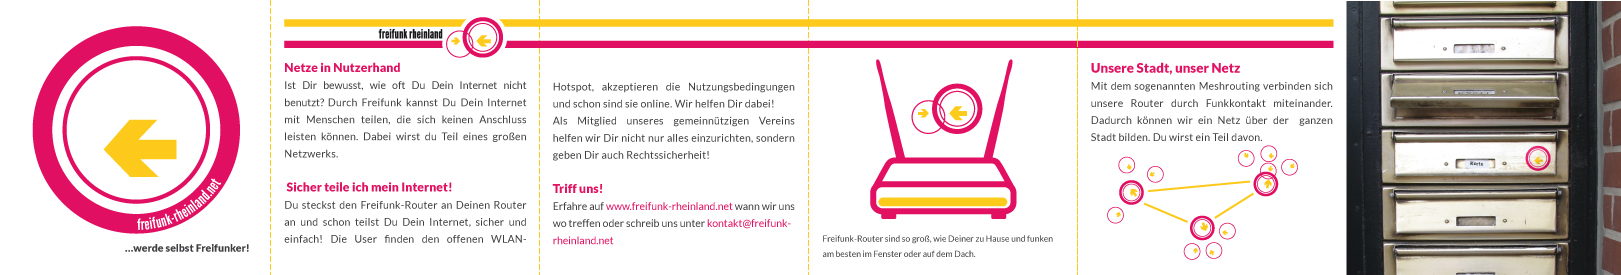 freifunk-rheinland.net
...werde selbst Freifunker!
freifunk rheinland
Netze in Nutzerhand
Ist Dir bewusst, wie oft Du Dein Internet nicht
benutzt? Durch Freifunk kannst Du Dein Internet
mit Menschen teilen, die sich keinen Anschluss
leisten können. Dabei wirst du Teil eines großen
Netzwerks.
Sicher teile ich mein Internet!
Du steckst den Freifunk-Router an Deinen Router
an und schon teilst Du Dein Internet, sicher und
einfach! Die User finden den offenen WLAN-
Hotspot, akzeptieren die Nutzungsbedingungen
und schon sind sie online. Wir helfen Dir dabei!
Als Mitglied unseres gemeinnützigen Vereins
helfen wir Dir nicht nur alles einzurichten, sondern
geben Dir auch Rechtssicherheit!
Triff uns!
Erfahre auf www.freifunk-rheinland.net wann wir uns
wo treffen oder schreib uns unter kontakt@freifunk-
rheinland.net
Freifunk-Router sind so groß, wie Deiner zu Hause und funken
am besten im Fenster oder auf dem Dach.
Unsere Stadt, unser Netz
Mit dem sogenannten Meshrouting verbinden sich
unsere Router durch Funkkontakt miteinander.
Dadurch können wir ein Netz über der ganzen
Stadt bilden. Du wirst ein Teil davon.